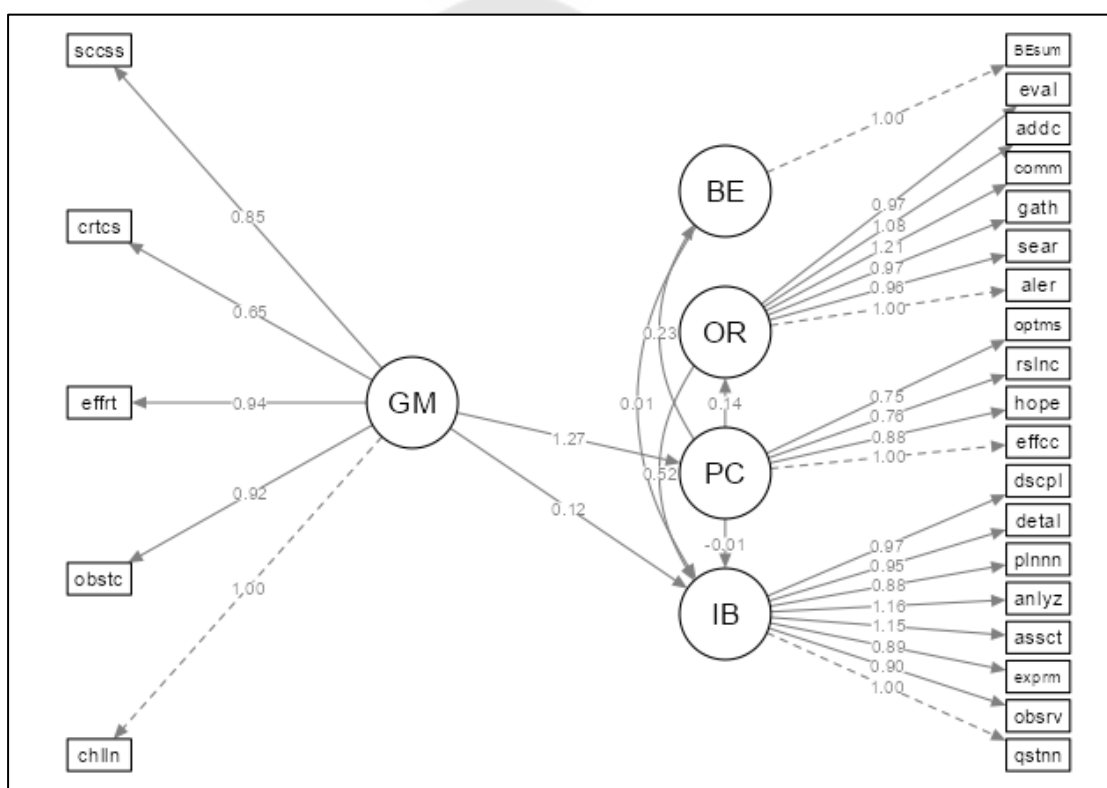 sccss
crtcs
effrt
obstc
chlln
0.85
0.65
0.94
0.92
1.00
GM
1.27
0.12
BE
OR
PC
IB
1.00
0.23
0.01
0.14
0.52
-0.01
0.97
1.08
1.21
0.97
0.96
1.00
0.75
0.76
0.88
1.00
0.97
0.95
0.88
1.16
1.15
0.89
0.90
1.00
BEsum
eval
addc
comm
gath
sear
aler
optms
rslnc
hope
effcc
dscpl
detal
plnnn
anlyz
assct
exprm
obsrv
qstnn